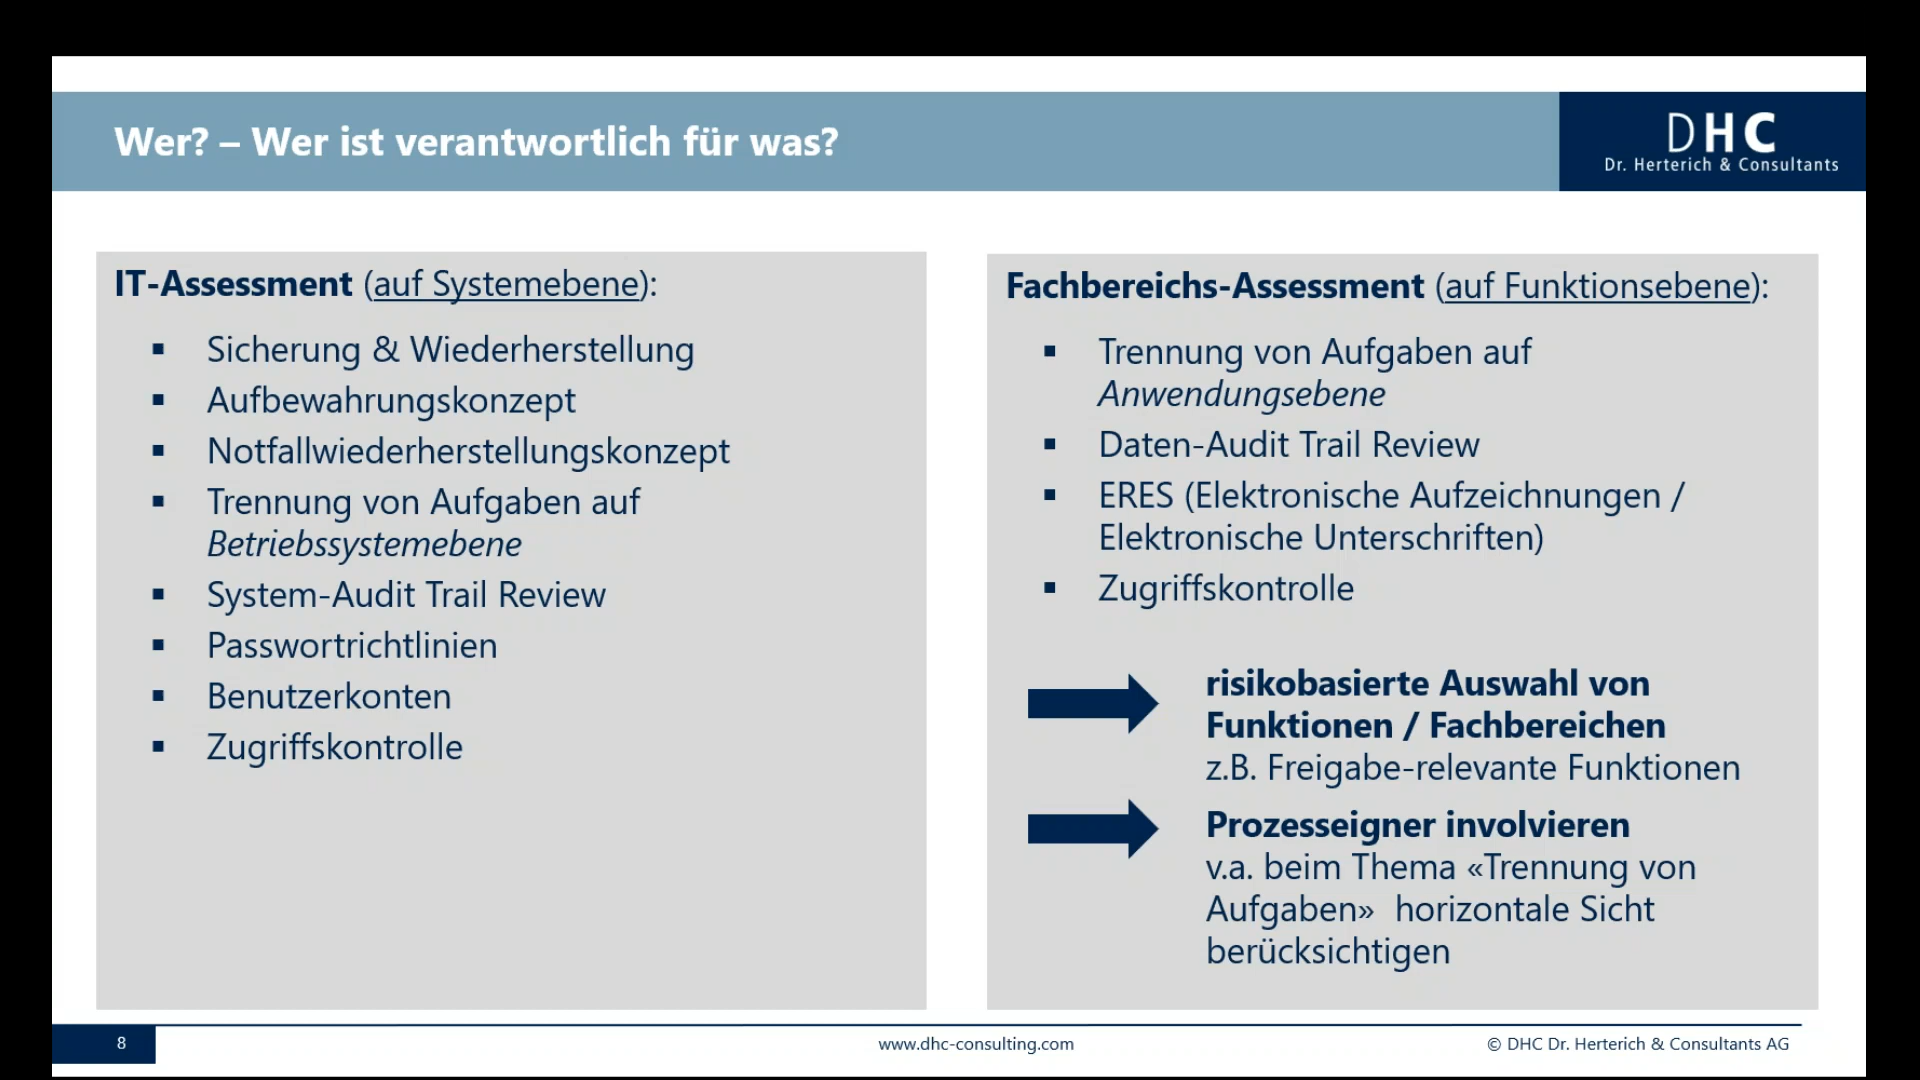 Wer? – Wer ist verantwortlich für was?
DHC
Dr. Herterich & Consultants
IT-Assessment (auf Systemebene):
▪ Sicherung & Wiederherstellung
▪ Aufbewahrungskonzept
▪ Notfallwiederherstellungskonzept
▪ Trennung von Aufgaben auf
Betriebssystemebene
▪ System-Audit Trail Review
▪ Passwortrichtlinien
▪ Benutzerkonten
▪ Zugriffskontrolle
Fachbereichs-Assessment (auf Funktionsebene):
▪ Trennung von Aufgaben auf
Anwendungsebene
▪ Daten-Audit Trail Review
▪ ERES (Elektronische Aufzeichnungen /
Elektronische Unterschriften)
▪ Zugriffskontrolle
risikobasierte Auswahl von
Funktionen / Fachbereichen
z.B. Freigabe-relevante Funktionen
Prozesseigner involvieren
v.a. beim Thema «Trennung von
Aufgaben» horizontale Sicht
berücksichtigen
8
www.dhc-consulting.com
© DHC Dr. Herterich & Consultants AG